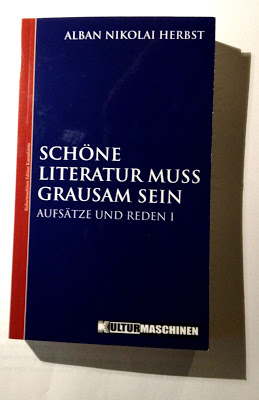 ALBAN NIKOLAI HERBST
SCHÖNE
LITERATUR MUSS
GRAUSAM SEIN
AUFSÄTZE UND REDEN I
KULTURMASCHINEN